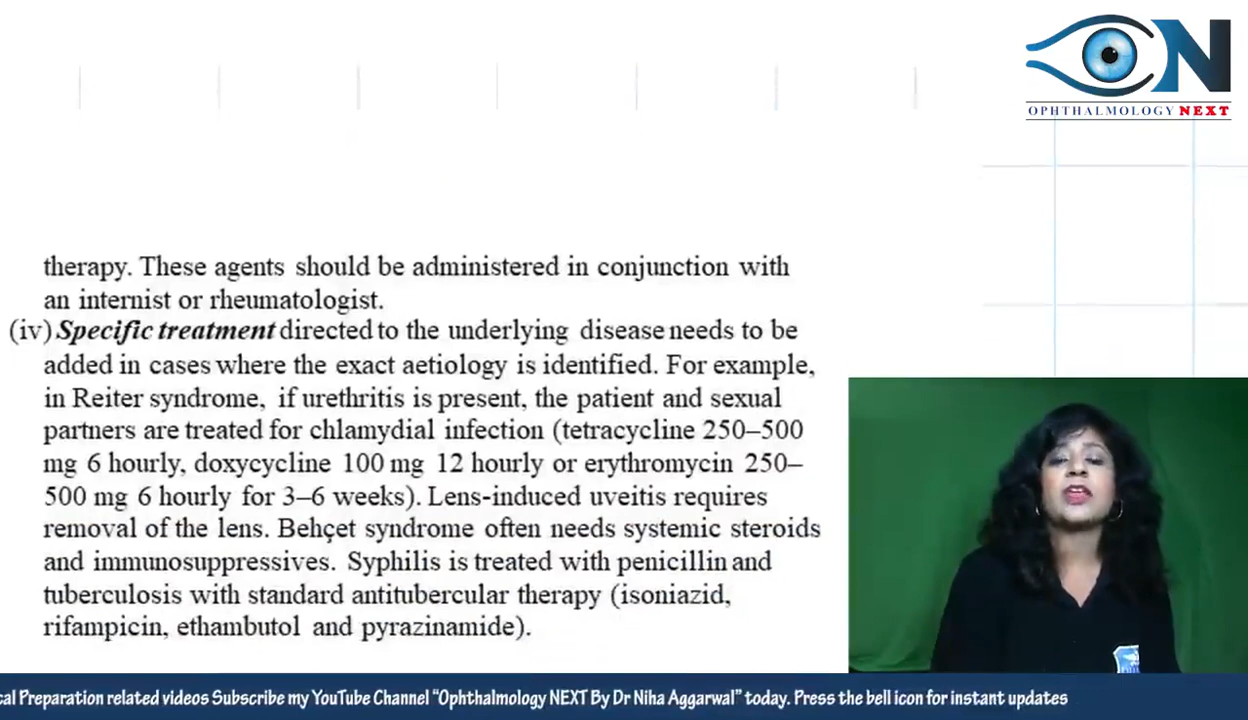 ON
OPHTHALMOLOGY NEXT
therapy. These agents should be administered in conjunction with
an internist or rheumatologist.
(iv) Specific treatment directed to the underlying disease needs to be
added in cases where the exact aetiology is identified. For example,
in Reiter syndrome, if urethritis is present, the patient and sexual
partners are treated for chlamydial infection (tetracycline 250–500
mg 6 hourly, doxycycline 100 mg 12 hourly or erythromycin 250–
500 mg 6 hourly for 3–6 weeks). Lens-induced uveitis requires
removal of the lens. Behçet syndrome often needs systemic steroids
and immunosuppressives. Syphilis is treated with penicillin and
tuberculosis with standard antitubercular therapy (isoniazid,
rifampicin, ethambutol and pyrazinamide).
cal Preparation related videos Subscribe my YouTube Channel “Ophthalmology NEXT By Dr Niha Aggarwal” today. Press the bell icon for instant updates